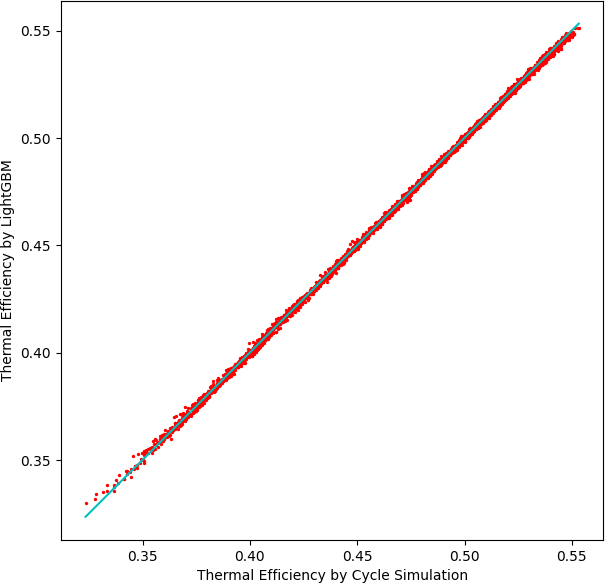 Thermal Efficiency by LightGBM
0.55
0.50
0.45
0.40
0.35
0.35 0.40 0.45 0.50 0.55
Thermal Efficiency by Cycle Simulation